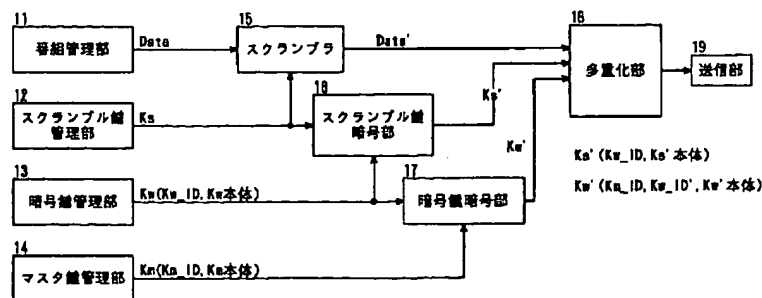 11
番組管理部
Data
15
スクランブラ
Data'
18
多重化部
19
送信部
12
スクランブル鍵
管理部
Ks
16
スクランブル鍵
暗号部
Ks'
13
暗号鍵管理部
Kw(Kw_ID,Kw本体)
17
暗号鍵暗号部
Kw'
14
マスタ鍵管理部
Km(Km_ID,Km本体)
Ks'(Kw_ID,Ks'本体)
Kw'(Km_ID,Kw_ID',Kw'本体)